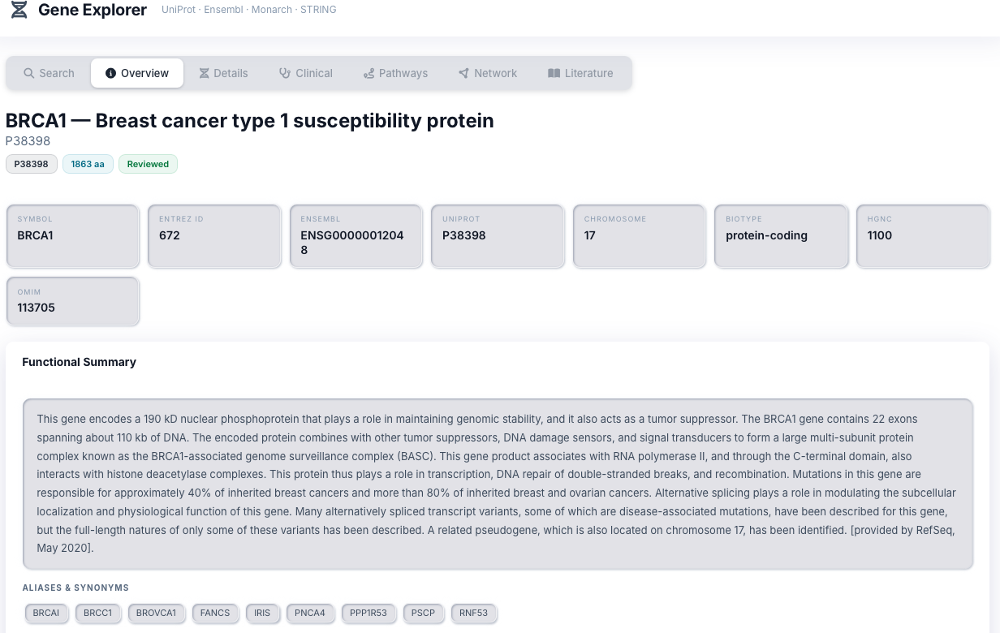 Gene Explorer UniProt · Ensembl · Monarch · STRING
Search Overview Details Clinical Pathways Network Literature
BRCA1 — Breast cancer type 1 susceptibility protein
P38398
P38398 1863 aa Reviewed
SYMBOL
BRCA1
ENTREZ ID
672
ENSEMBL
ENSG0000001204
8
UNIPROT
P38398
CHROMOSOME
17
BIOTYPE
protein-coding
HGNC
1100
OMIM
113705
Functional Summary
This gene encodes a 190 kD nuclear phosphoprotein that plays a role in maintaining genomic stability, and it also acts as a tumor suppressor. The BRCA1 gene contains 22 exons
spanning about 110 kb of DNA. The encoded protein combines with other tumor suppressors, DNA damage sensors, and signal transducers to form a large multi-subunit protein
complex known as the BRCA1-associated genome surveillance complex (BASC). This gene product associates with RNA polymerase II, and through the C-terminal domain, also
interacts with histone deacetylase complexes. This protein thus plays a role in transcription, DNA repair of double-stranded breaks, and recombination. Mutations in this gene are
responsible for approximately 40% of inherited breast cancers and more than 80% of inherited breast and ovarian cancers. Alternative splicing plays a role in modulating the subcellular
localization and physiological function of this gene. Many alternatively spliced transcript variants, some of which are disease-associated mutations, have been described for this gene,
but the full-length natures of only some of these variants has been described. A related pseudogene, which is also located on chromosome 17, has been identified. [provided by RefSeq,
May 2020].
ALIASES & SYNONYMS
BRCAI BRCC1 BROVCA1 FANCS IRIS PNCA4 PPP1R53 PSCP RNF53